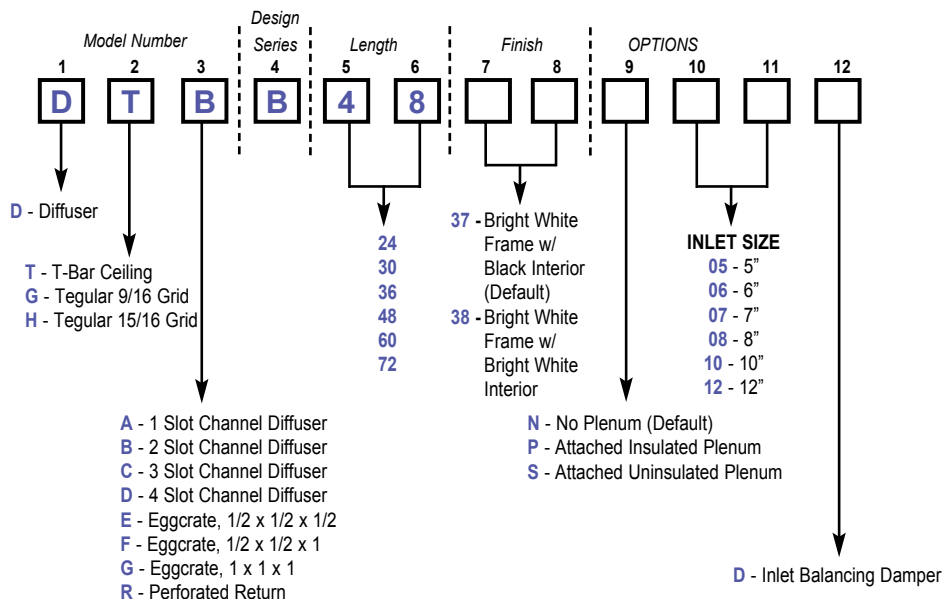 Design
Model Number Series Length Finish OPTIONS
1 2 3 4 5 6 7 8 9 10 11 12
D T B B 4 8
D - Diffuser
T - T-Bar Ceiling
G - Tegular 9/16 Grid
H - Tegular 15/16 Grid
A - 1 Slot Channel Diffuser
B - 2 Slot Channel Diffuser
C - 3 Slot Channel Diffuser
D - 4 Slot Channel Diffuser
E - Eggcrate, 1/2 x 1/2 x 1/2
F - Eggcrate, 1/2 x 1/2 x 1
G - Eggcrate, 1 x 1 x 1
R - Perforated Return
24
30
36
48
60
72
37 - Bright White
Frame w/
Black Interior
(Default)
38 - Bright White
Frame w/
Bright White
Interior
N - No Plenum (Default)
P - Attached Insulated Plenum
S - Attached Uninsulated Plenum
INLET SIZE
05 - 5”
06 - 6”
07 - 7”
08 - 8”
10 - 10”
12 - 12”
D - Inlet Balancing Damper